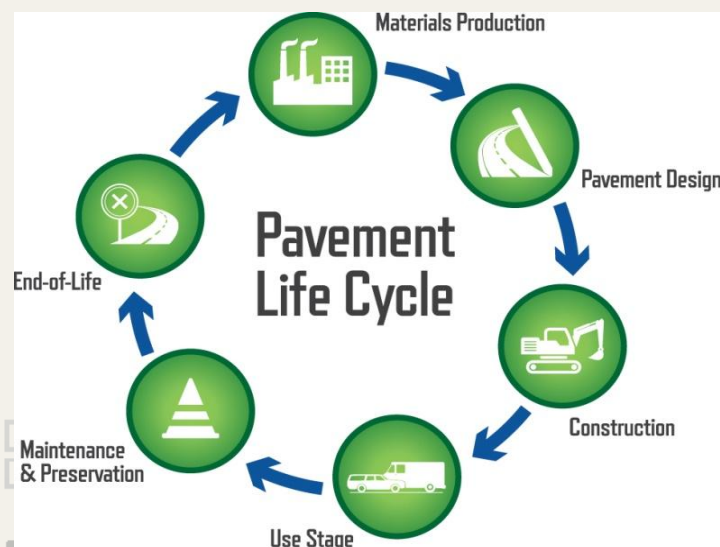 Materials Production
Pavement Design
Pavement
Life Cycle
End-of-Life
Construction
Maintenance
& Preservation
Use Stage